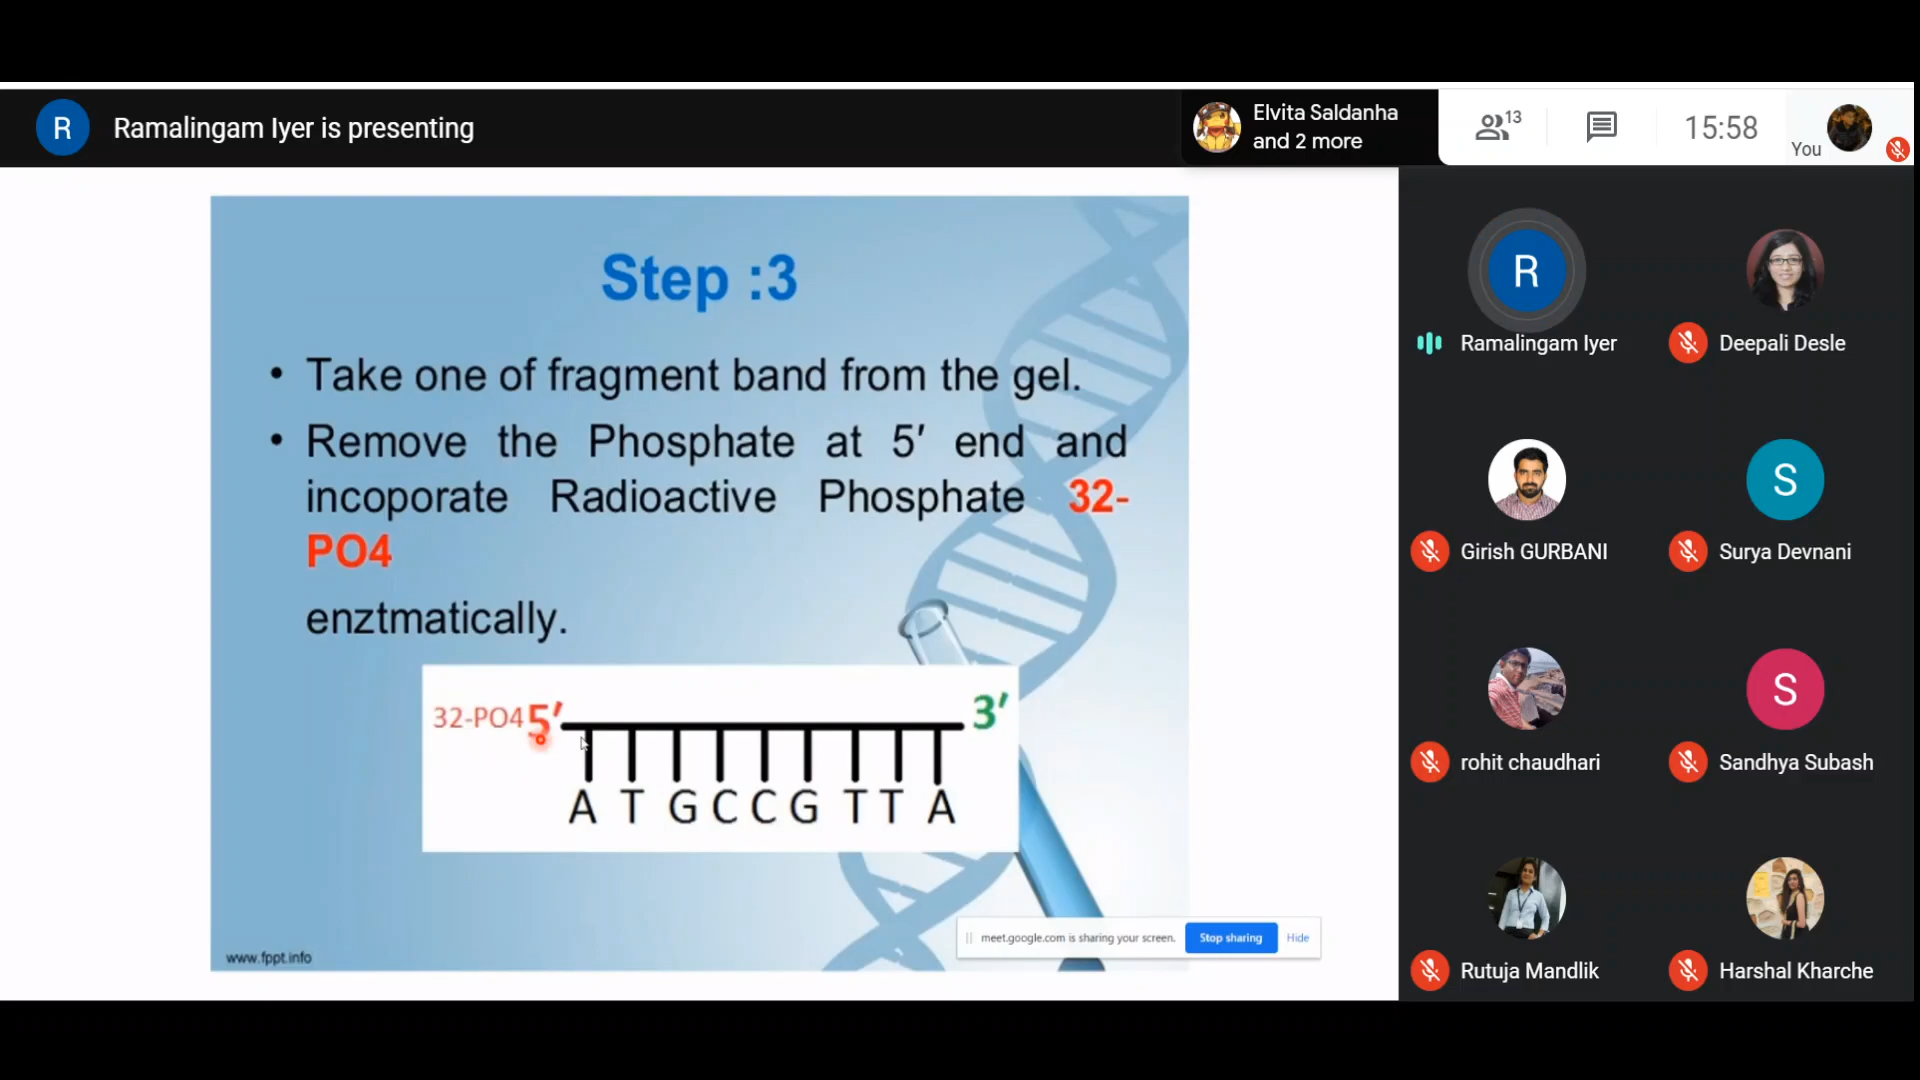 R Ramalingam Iyer is presenting
Elvita Saldanha
and 2 more
13
15:58
You
Step :3
• Take one of fragment band from the gel.
• Remove the Phosphate at 5′ end and
incoporate Radioactive Phosphate 32-
PO4
enztmatically.
32-PO4 5′ 3′
A T G C C G T T A
www.fppt.info
meet.google.com is sharing your screen. Stop sharing Hide
R
Ramalingam Iyer
Deepali Desle
S
Girish GURBANI
Surya Devnani
S
rohit chaudhari
Sandhya Subash
Rutuja Mandlik
Harshal Kharche